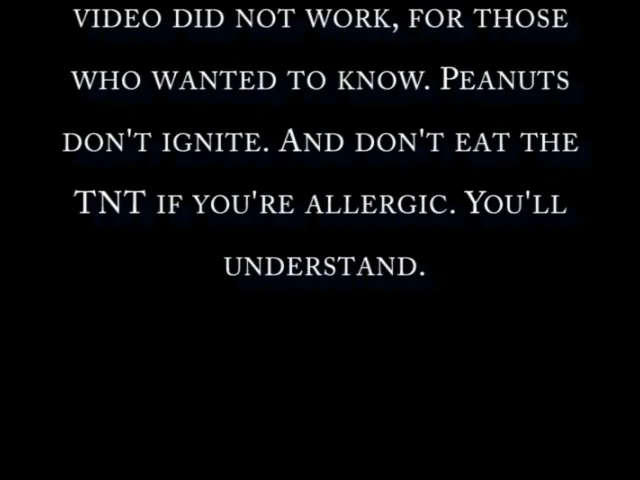 VIDEO DID NOT WORK, FOR THOSE
WHO WANTED TO KNOW. PEANUTS
DON'T IGNITE. AND DON'T EAT THE
TNT IF YOU'RE ALLERGIC. YOU'LL
UNDERSTAND.